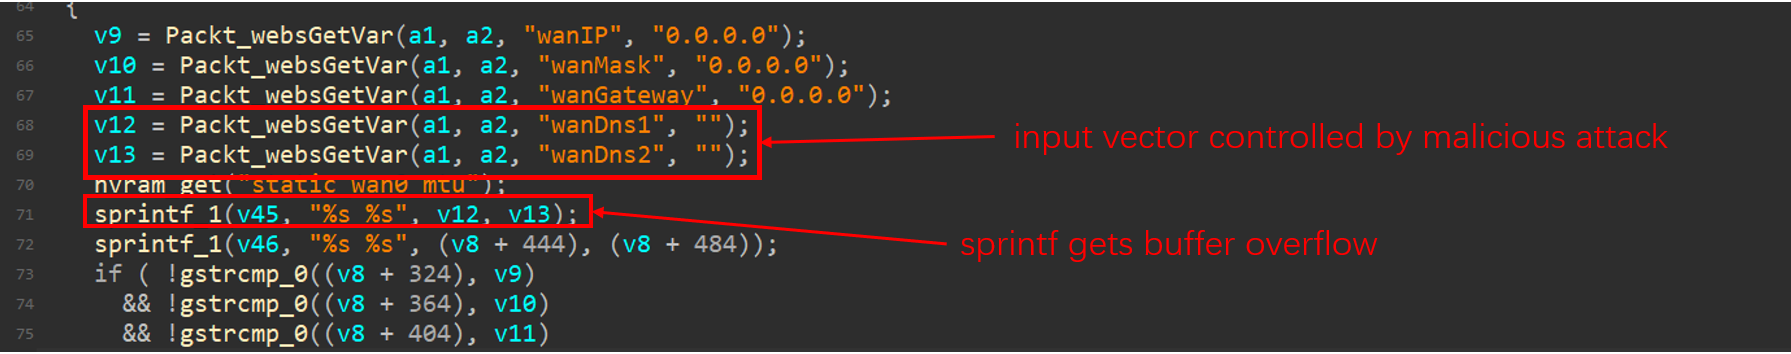 64 {
65 v9 = Packt_websGetVar(a1, a2, "wanIP", "0.0.0.0");
66 v10 = Packt_websGetVar(a1, a2, "wanMask", "0.0.0.0");
67 v11 = Packt_websGetVar(a1, a2, "wanGateway", "0.0.0.0");
68 v12 = Packt_websGetVar(a1, a2, "wanDns1", "");
input vector controlled by malicious attack
69 v13 = Packt_websGetVar(a1, a2, "wanDns2", "");
70 nvram_get("static_wan0_mtu");
71 sprintf_1(v45, "%s %s", v12, v13);
72 sprintf_1(v46, "%s %s", (v8 + 444), (v8 + 484));
sprintf gets buffer overflow
73 if ( !gstrcmp_0((v8 + 324), v9)
74 && !gstrcmp_0((v8 + 364), v10)
75 && !gstrcmp_0((v8 + 404), v11)